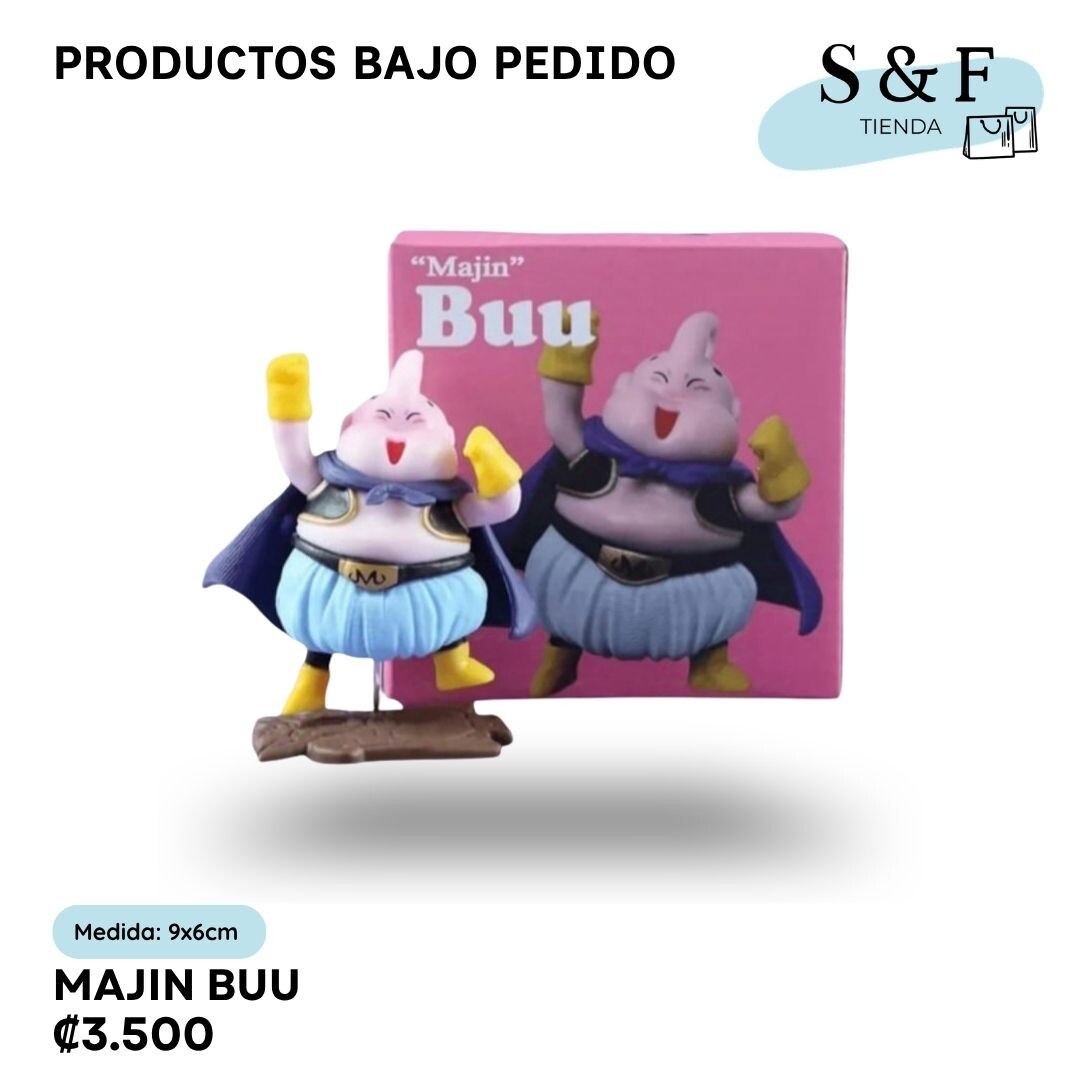 PRODUCTOS BAJO PEDIDO
S & F
TIENDA
“Majin”
Buu
M
Medida: 9x6cm
MAJIN BUU
₡3.500